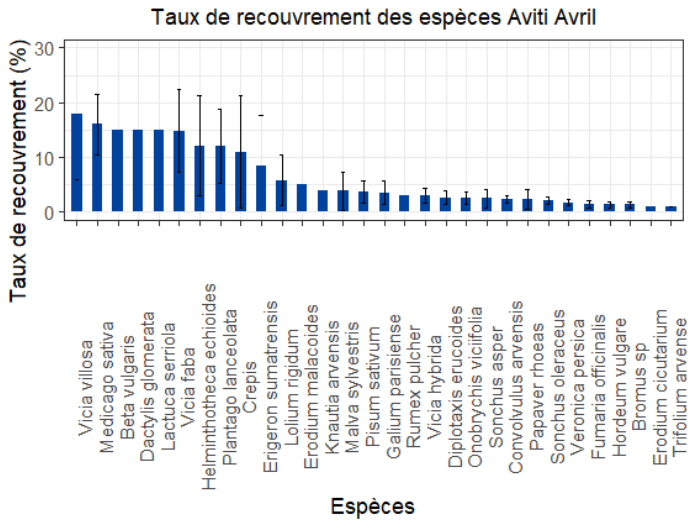 Taux de recouvrement des espèces Aviti Avril
Taux de recouvrement (%)
30
20
10
0
Vicia villosa
Medicago sativa
Beta vulgaris
Dactylis glomerata
Lactuca serriola
Vicia faba
Helminthotheca echioides
Plantago lanceolata
Crepis
Erigeron sumatrensis
Lolium rigidum
Erodium malacoides
Knautia arvensis
Malva sylvestris
Pisum sativum
Galium parisiense
Rumex pulcher
Vicia hybrida
Diplotaxis erucoides
Onobrychis viciifolia
Sonchus asper
Convolvulus arvensis
Papaver rhoeas
Sonchus oleraceus
Veronica persica
Fumaria officinalis
Hordeum vulgare
Bromus sp
Erodium cicutarium
Trifolium arvense
Espèces